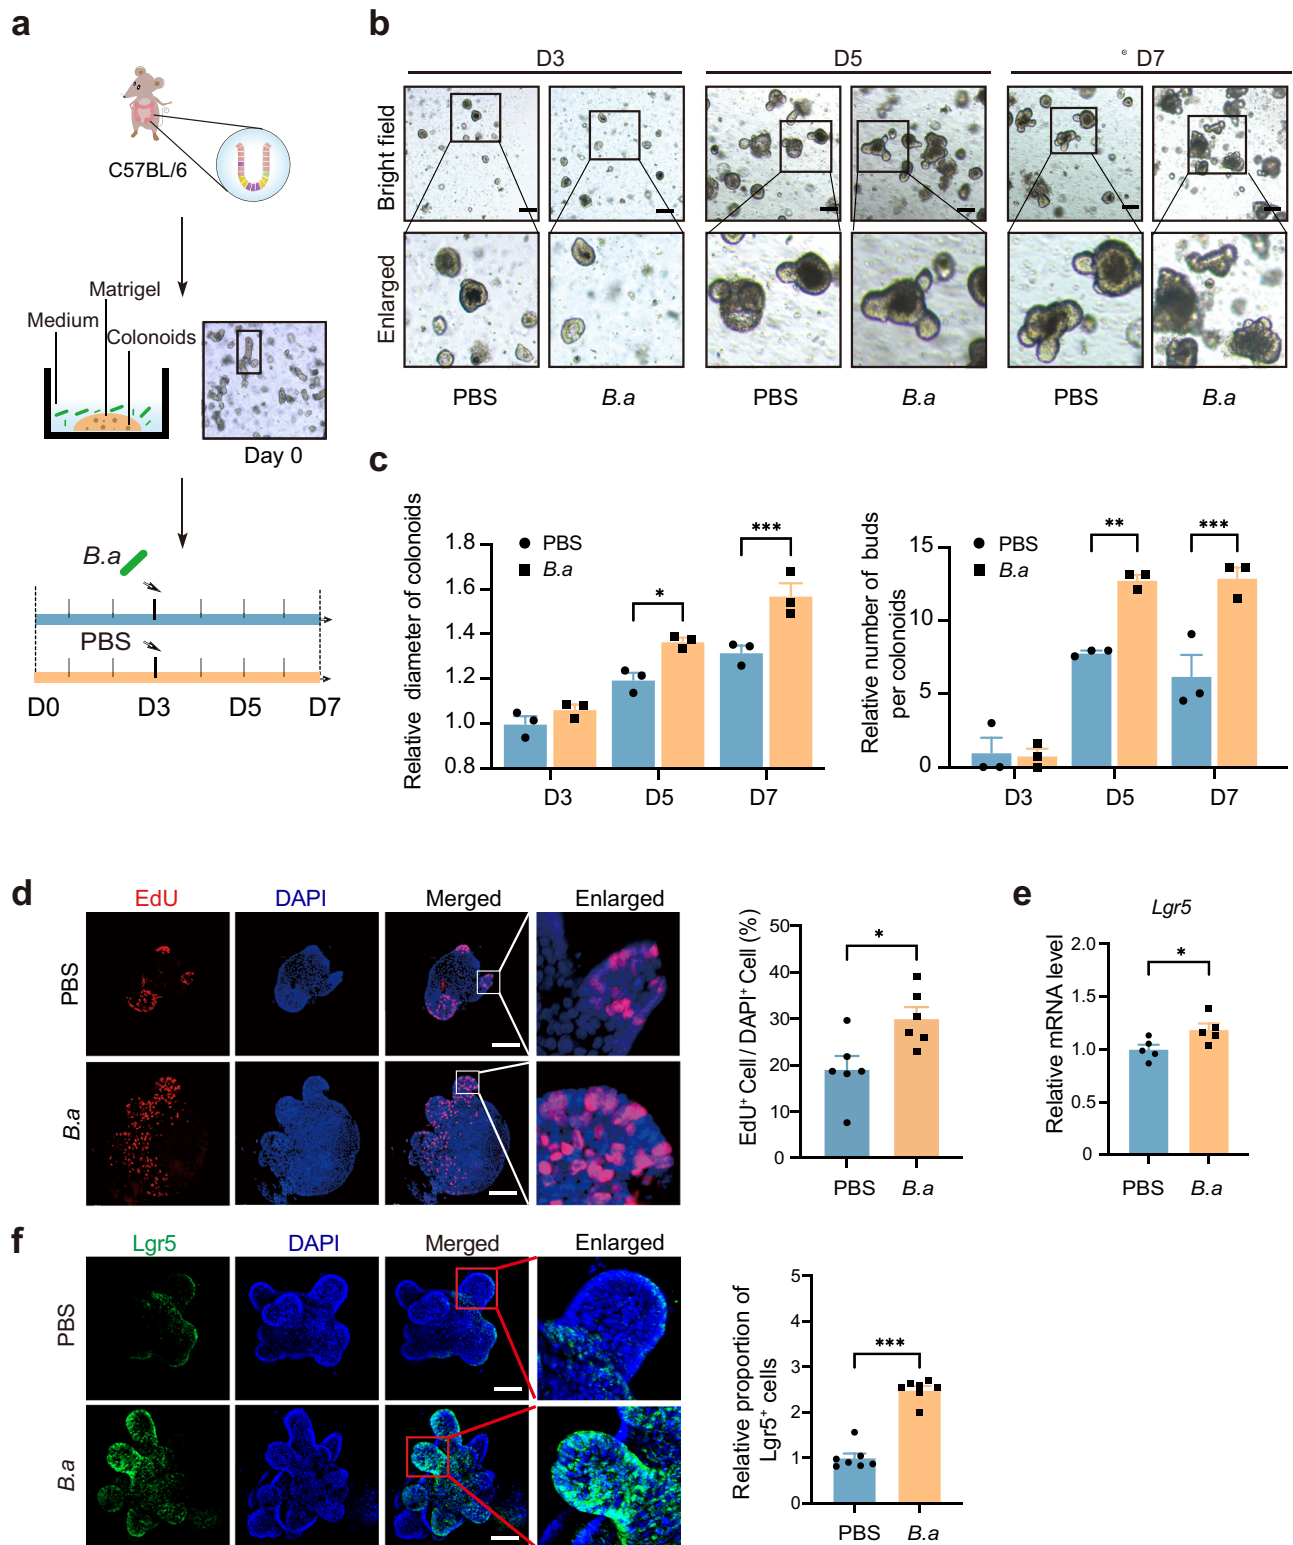 a
C57BL/6
Matrigel
Medium
Colonoids
Day 0
B.a
PBS
D0 D3 D5 D7
b
D3 D5 D7
Bright field
Enlarged
PBS B.a PBS B.a PBS B.a
c
Relative diameter of colonoids
1.8
1.6
1.4
1.2
1.0
0.8
PBS
B.a
*
***
D3 D5 D7
Relative number of buds
per colonoids
15
10
5
0
PBS
B.a
**
***
D3 D5 D7
d
EdU DAPI Merged Enlarged
PBS
B.a
EdU⁺ Cell / DAPI⁺ Cell (%)
50
40
30
20
10
0
*
PBS B.a
e
Lgr5
Relative mRNA level
2.0
1.5
1.0
0.5
0
*
PBS B.a
f
Lgr5 DAPI Merged Enlarged
PBS
B.a
Relative proportion of
Lgr5⁺ cells
5
4
3
2
1
0
***
PBS B.a